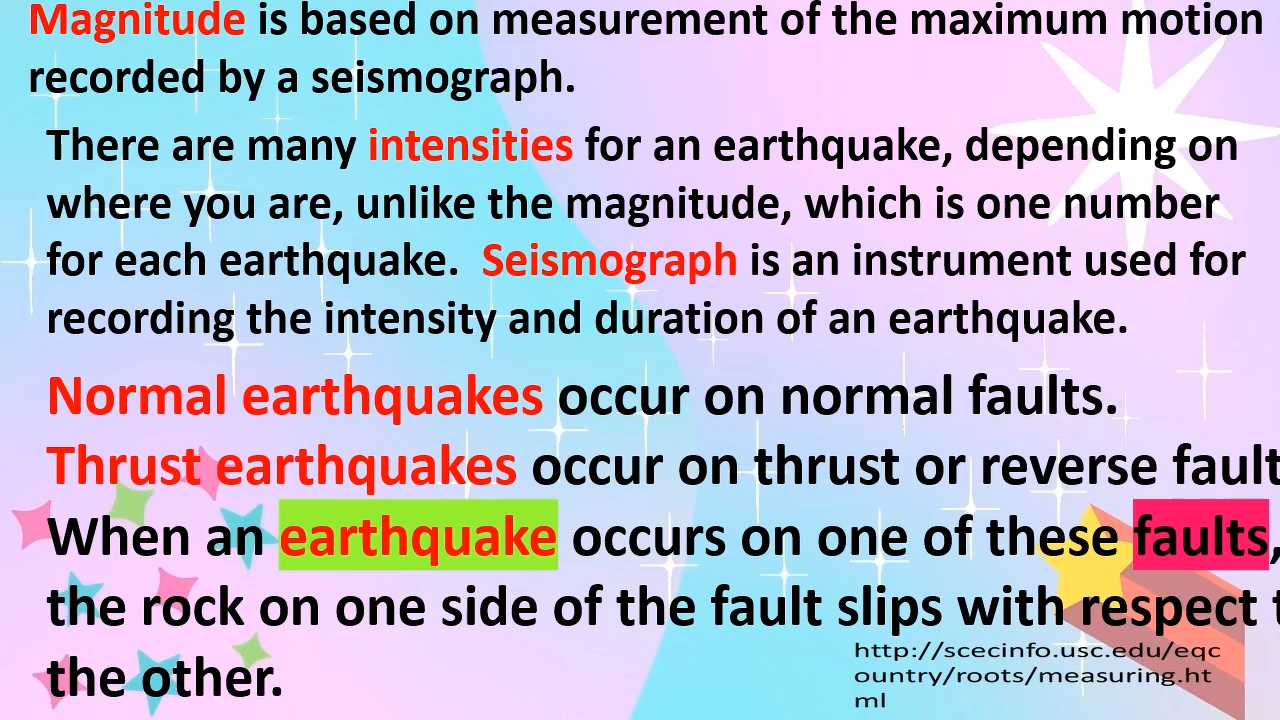 Magnitude is based on measurement of the maximum motion
recorded by a seismograph.
There are many intensities for an earthquake, depending on
where you are, unlike the magnitude, which is one number
for each earthquake.  Seismograph is an instrument used for
recording the intensity and duration of an earthquake.
Normal earthquakes occur on normal faults.
Thrust earthquakes occur on thrust or reverse fault
When an earthquake occurs on one of these faults,
the rock on one side of the fault slips with respect t
the other.
http://scecinfo.usc.edu/eqc
ountry/roots/measuring.ht
ml